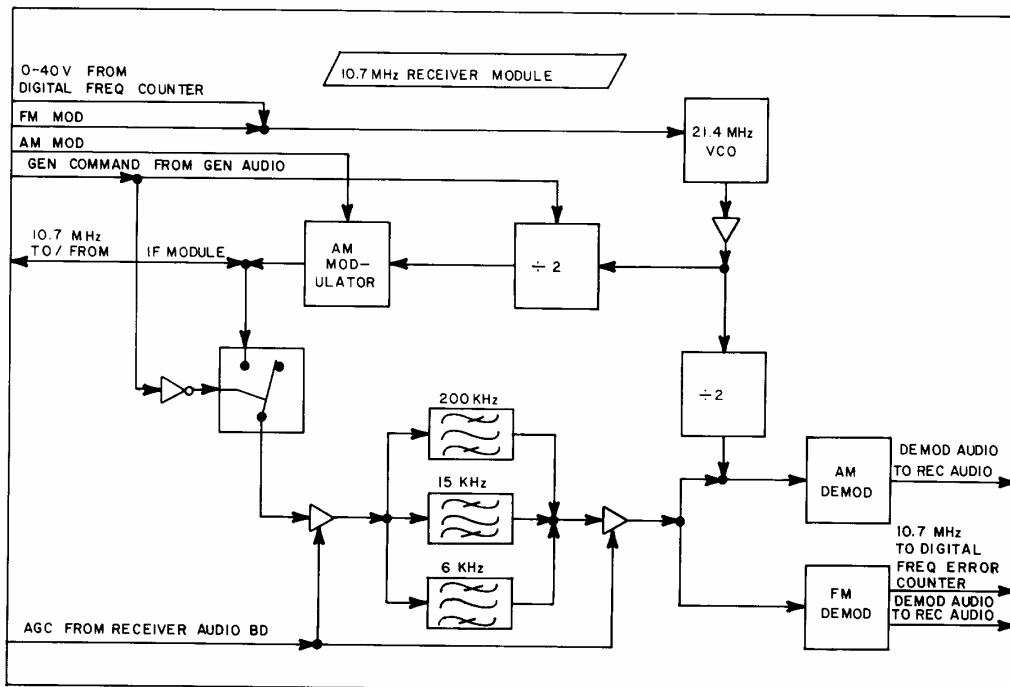 0-40V FROM
DIGITAL FREQ COUNTER
10.7 MHz RECEIVER MODULE
FM MOD
AM MOD
GEN COMMAND FROM GEN AUDIO
21.4 MHz
VCO
10.7 MHz
TO/FROM IF MODULE
AM
MOD-
ULATOR
÷2
÷2
200 KHz
15 KHz
6 KHz
AM
DEMOD
DEMOD AUDIO
TO REC AUDIO
FM
DEMOD
10.7 MHz
TO DIGITAL
FREQ ERROR
COUNTER
DEMOD AUDIO
TO REC AUDIO
AGC FROM RECEIVER AUDIO BD